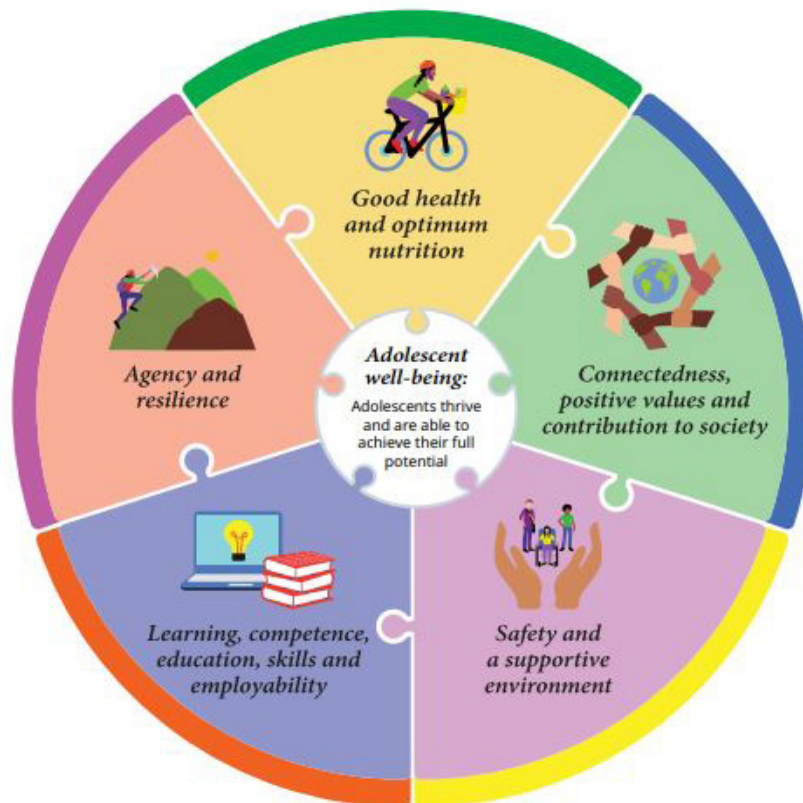 Good health
and optimum
nutrition
Connectedness,
positive values and
contribution to society
Safety and
a supportive
environment
Learning, competence,
education, skills and
employability
Agency and
resilience
Adolescent
well-being:
Adolescents thrive
and are able to
achieve their full
potential